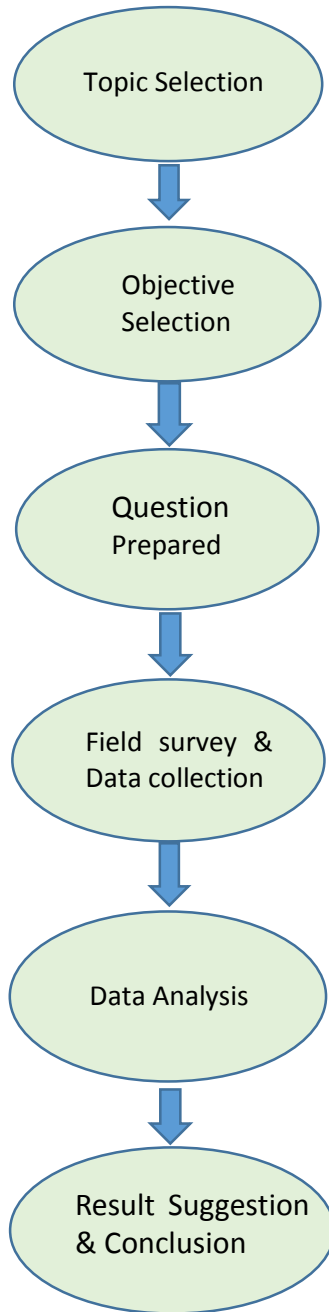 Topic Selection
Objective
Selection
Question
Prepared
Field survey &
Data collection
Data Analysis
Result Suggestion
& Conclusion